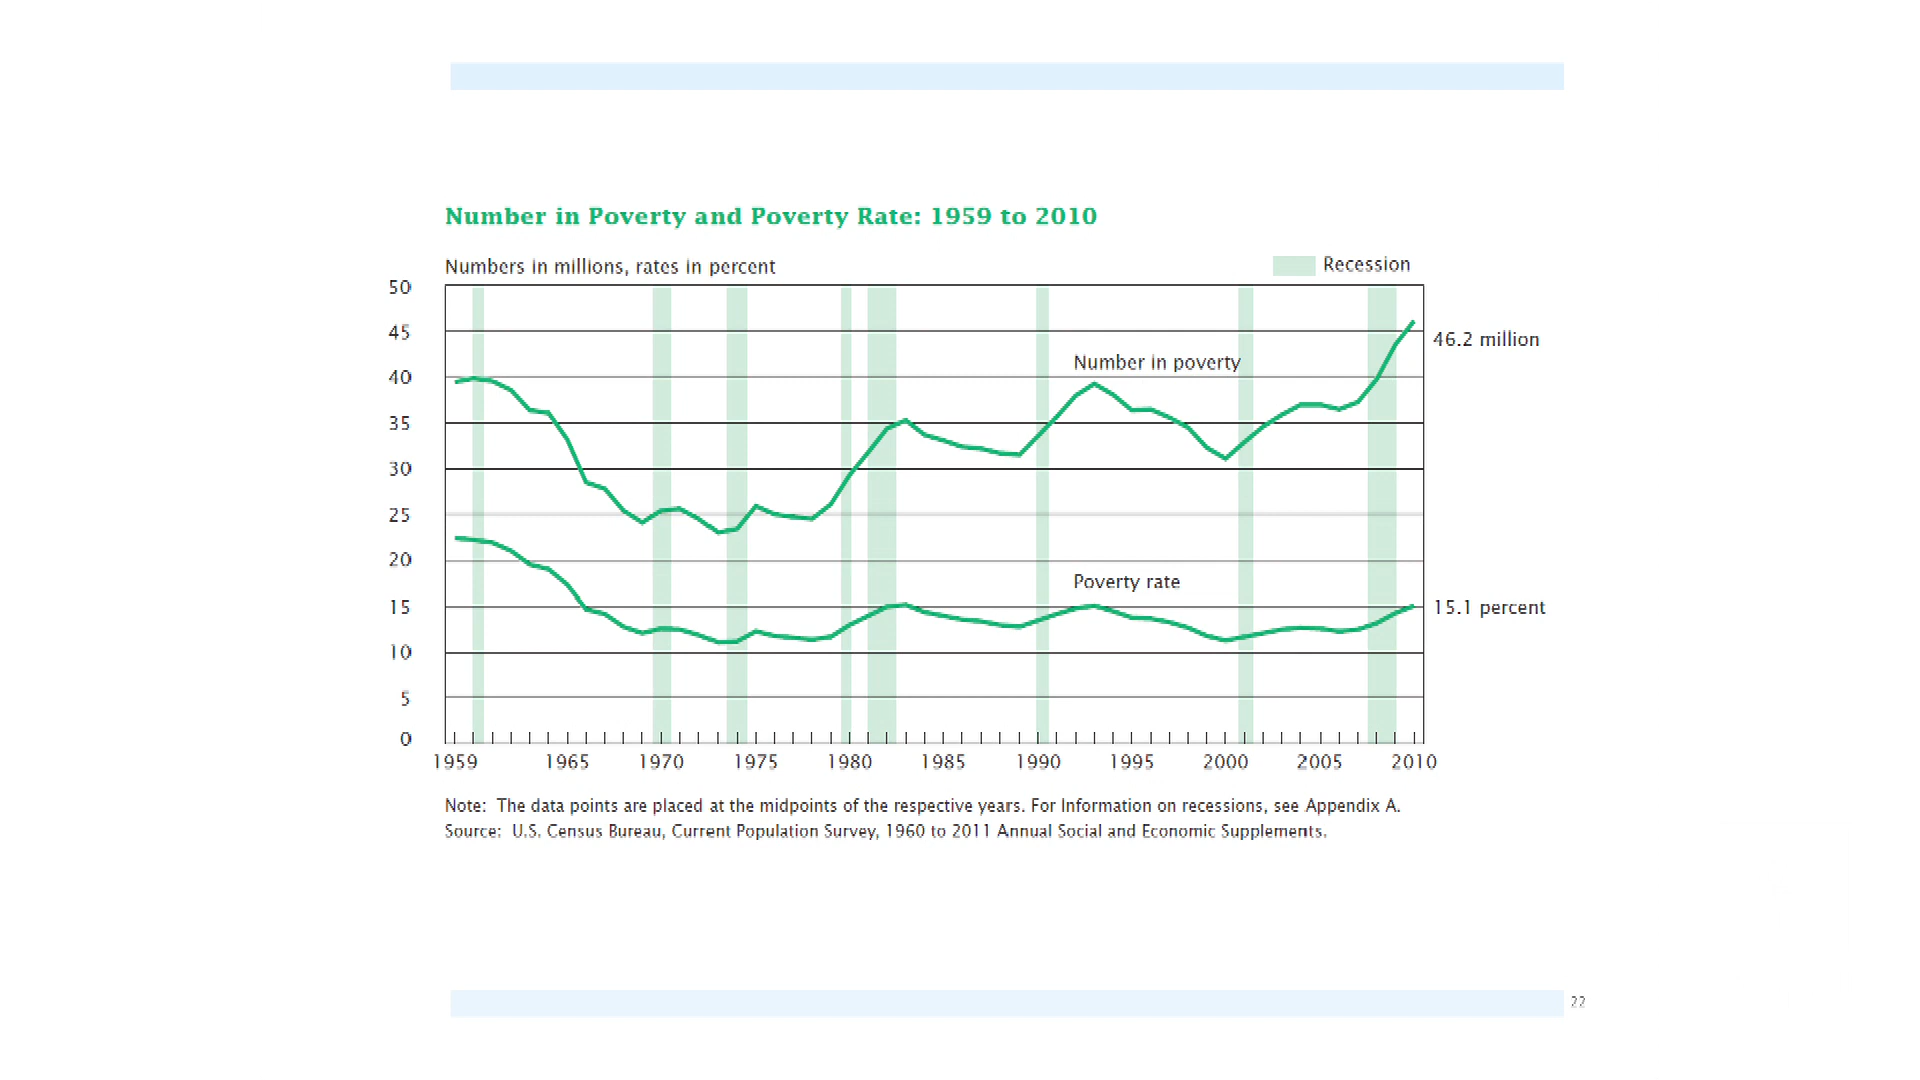 Number in Poverty and Poverty Rate: 1959 to 2010
Numbers in millions, rates in percent
Recession
50
45
46.2 million
Number in poverty
40
35
30
25
20
Poverty rate
15
15.1 percent
10
5
0
1959 1965 1970 1975 1980 1985 1990 1995 2000 2005 2010
Note: The data points are placed at the midpoints of the respective years. For information on recessions, see Appendix A.
Source: U.S. Census Bureau, Current Population Survey, 1960 to 2011 Annual Social and Economic Supplements.
22